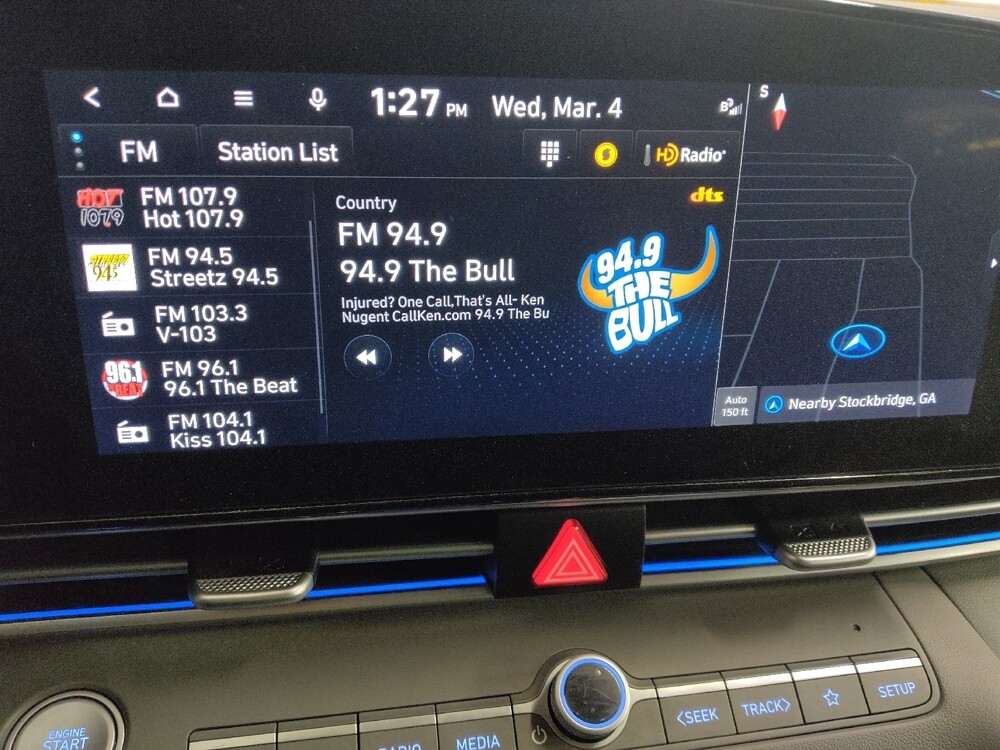 1:27 PM Wed, Mar. 4
S
FM Station List
HD Radio
dts
HOT
1079
FM 107.9
Hot 107.9
STREETZ
94.5
FM 94.5
Streetz 94.5
FM 103.3
V-103
96.1
THE BEAT
FM 96.1
96.1 The Beat
FM 104.1
Kiss 104.1
Country
FM 94.9
94.9 The Bull
Injured? One Call,That's All- Ken
Nugent CallKen.com 94.9 The Bu
94.9
THE
BULL
Auto
150 ft
Nearby Stockbridge, GA
ENGINE
START
RADIO
MEDIA
<SEEK
TRACK>
SETUP